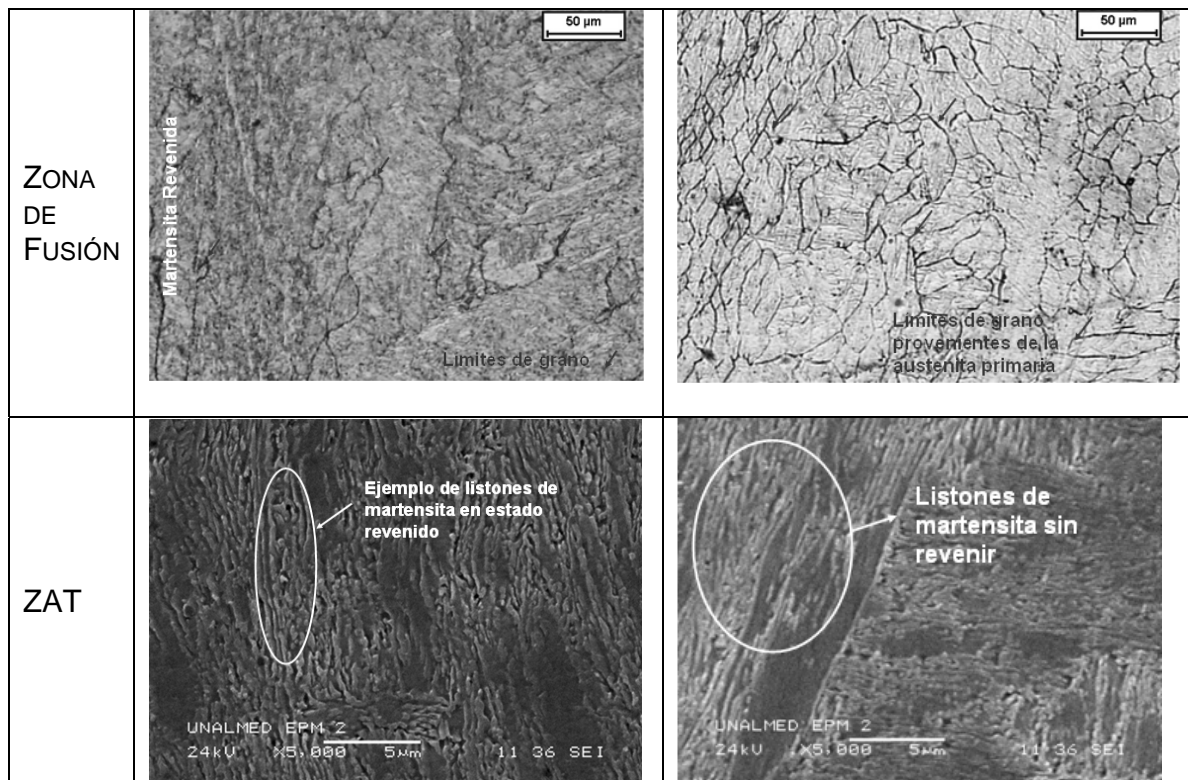 ZONA
DE
FUSIÓN
50 µm
Martensita Revenida
Limites de grano
50 µm
Limites de grano
provenientes de la
austenita primaria
ZAT
Ejemplo de listones de
martensita en estado
revenido
UNALMED EPM 2
24kV X5,000 5µm 11 36 SEI
Listones de
martensita sin
revenir
UNALMED EPM 2
24kV X5,000 5µm 11 36 SEI